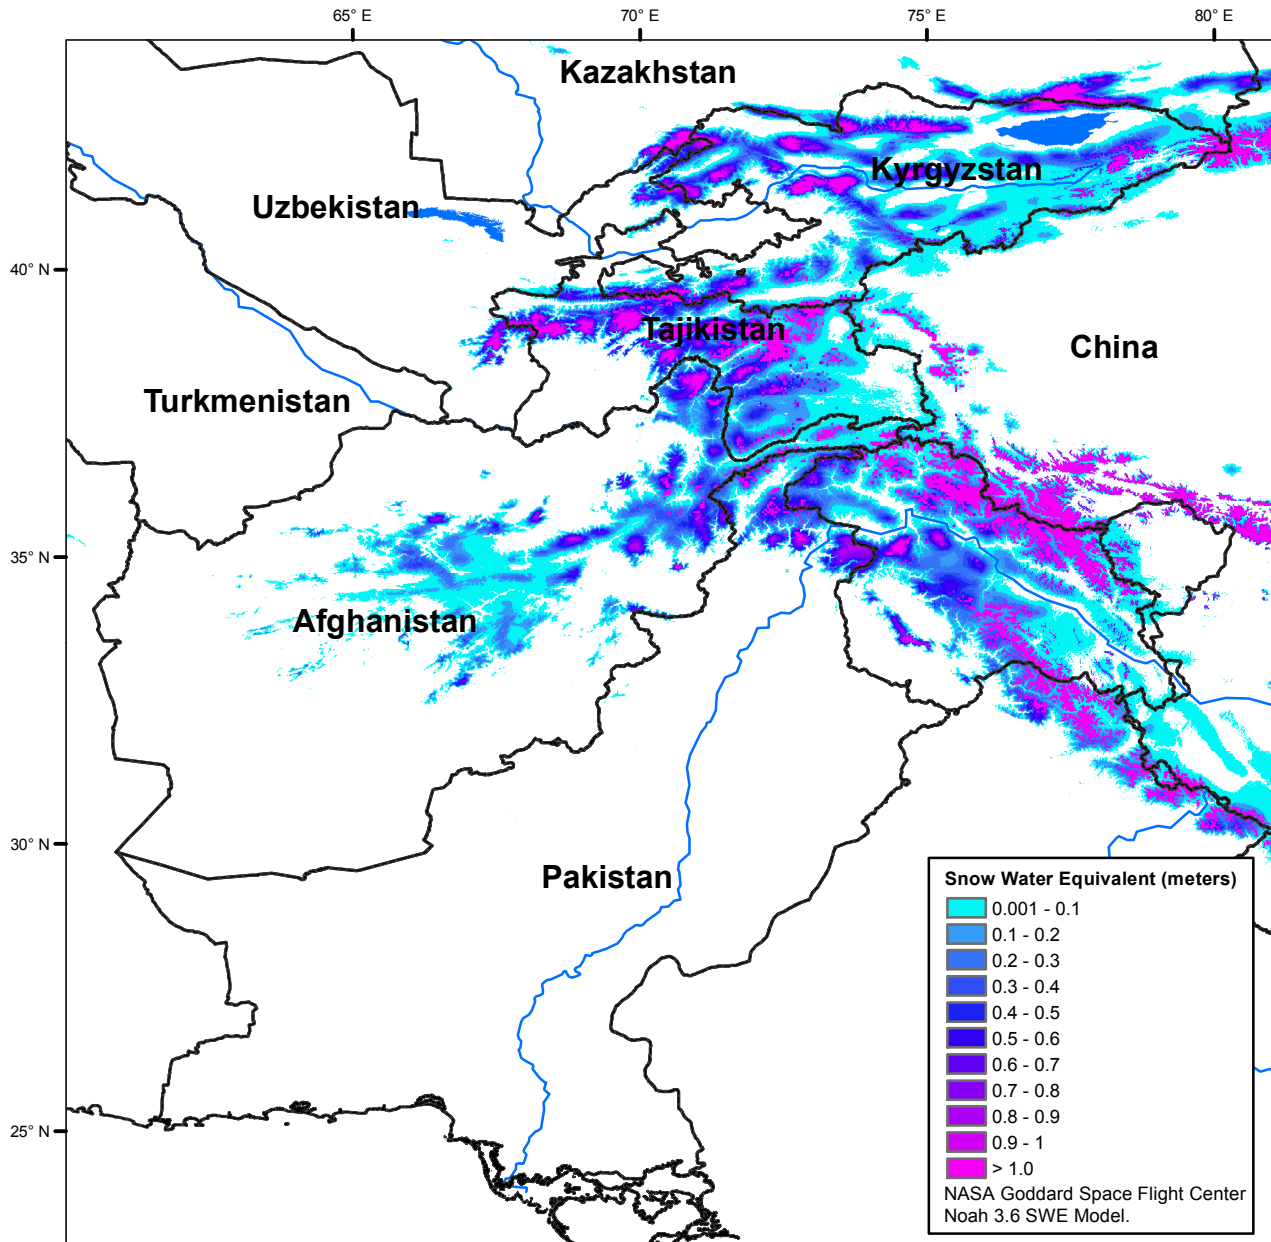 65° E
70° E
75° E
80° E
Kazakhstan
Kyrgyzstan
Uzbekistan
40° N
Tajikistan
China
Turkmenistan
35° N
Afghanistan
30° N
Pakistan
25° N
Snow Water Equivalent (meters)
0.001 - 0.1
0.1 - 0.2
0.2 - 0.3
0.3 - 0.4
0.4 - 0.5
0.5 - 0.6
0.6 - 0.7
0.7 - 0.8
0.8 - 0.9
0.9 - 1
> 1.0
NASA Goddard Space Flight Center
Noah 3.6 SWE Model.